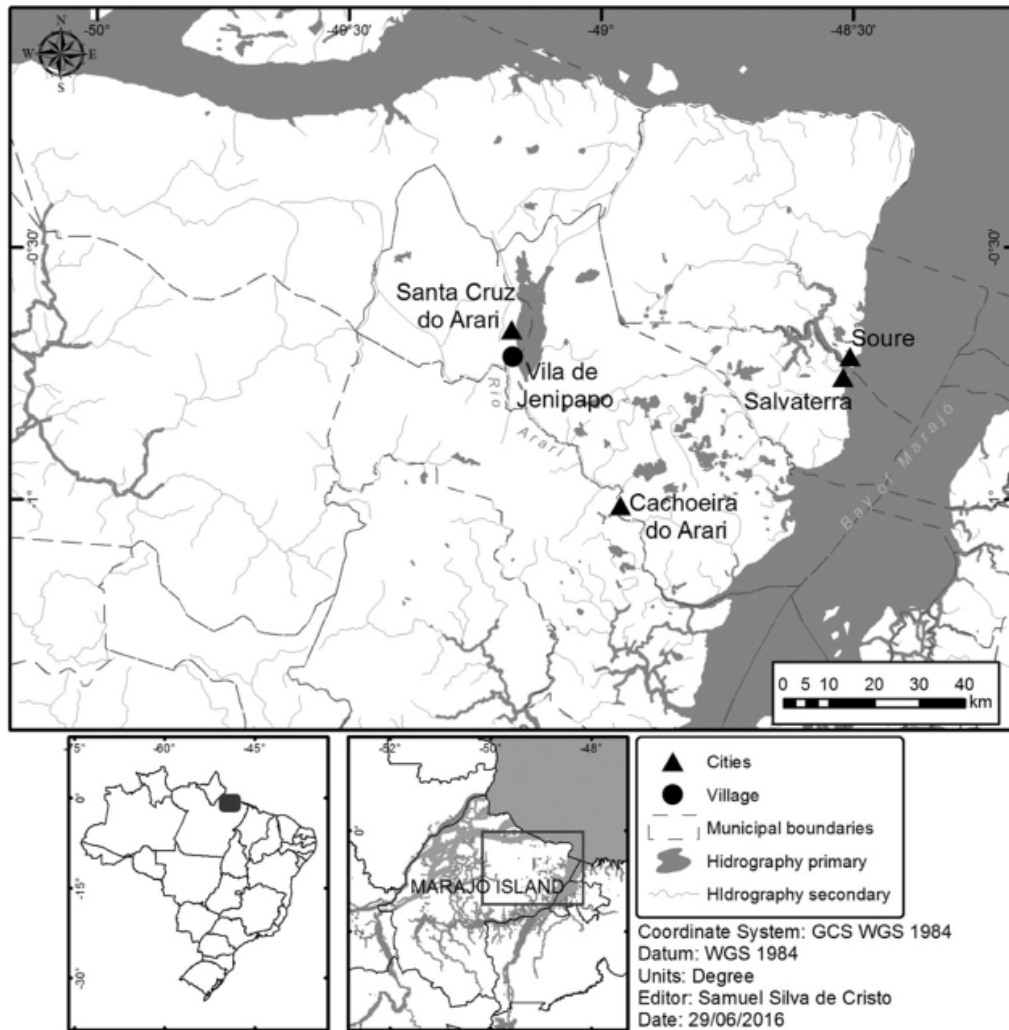 -50°
-49°30'
-49°
-48°30'
N
W E
S
-0°30'
-0°30'
Santa Cruz
do Arari
Soure
Vila de
Jenipapo
Salvaterra
Rio
Arari
Bay of Marajó
-1°
-1°
Cachoeira
do Arari
0 5 10 20 30 40
km
-75° -60° -45°
0°
-15°
-30°
-52° -50° -48°
0°
-2°
MARAJO ISLAND
Cities
Village
Municipal boundaries
Hidrography primary
HIdrography secondary
Coordinate System: GCS WGS 1984
Datum: WGS 1984
Units: Degree
Editor: Samuel Silva de Cristo
Date: 29/06/2016